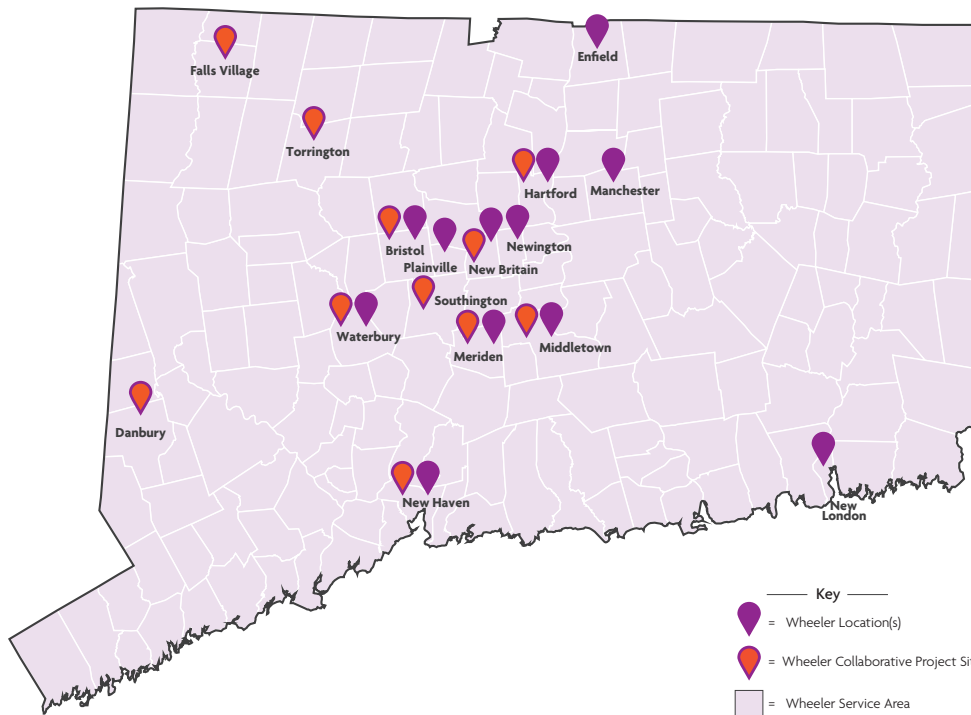 Enfield
Falls Village
Torrington
Hartford
Manchester
Bristol
Newington
Plainville
New Britain
Southington
Waterbury
Meriden
Middletown
Danbury
New Haven
New
London
Key
= Wheeler Location(s)
= Wheeler Collaborative Project Sit
= Wheeler Service Area